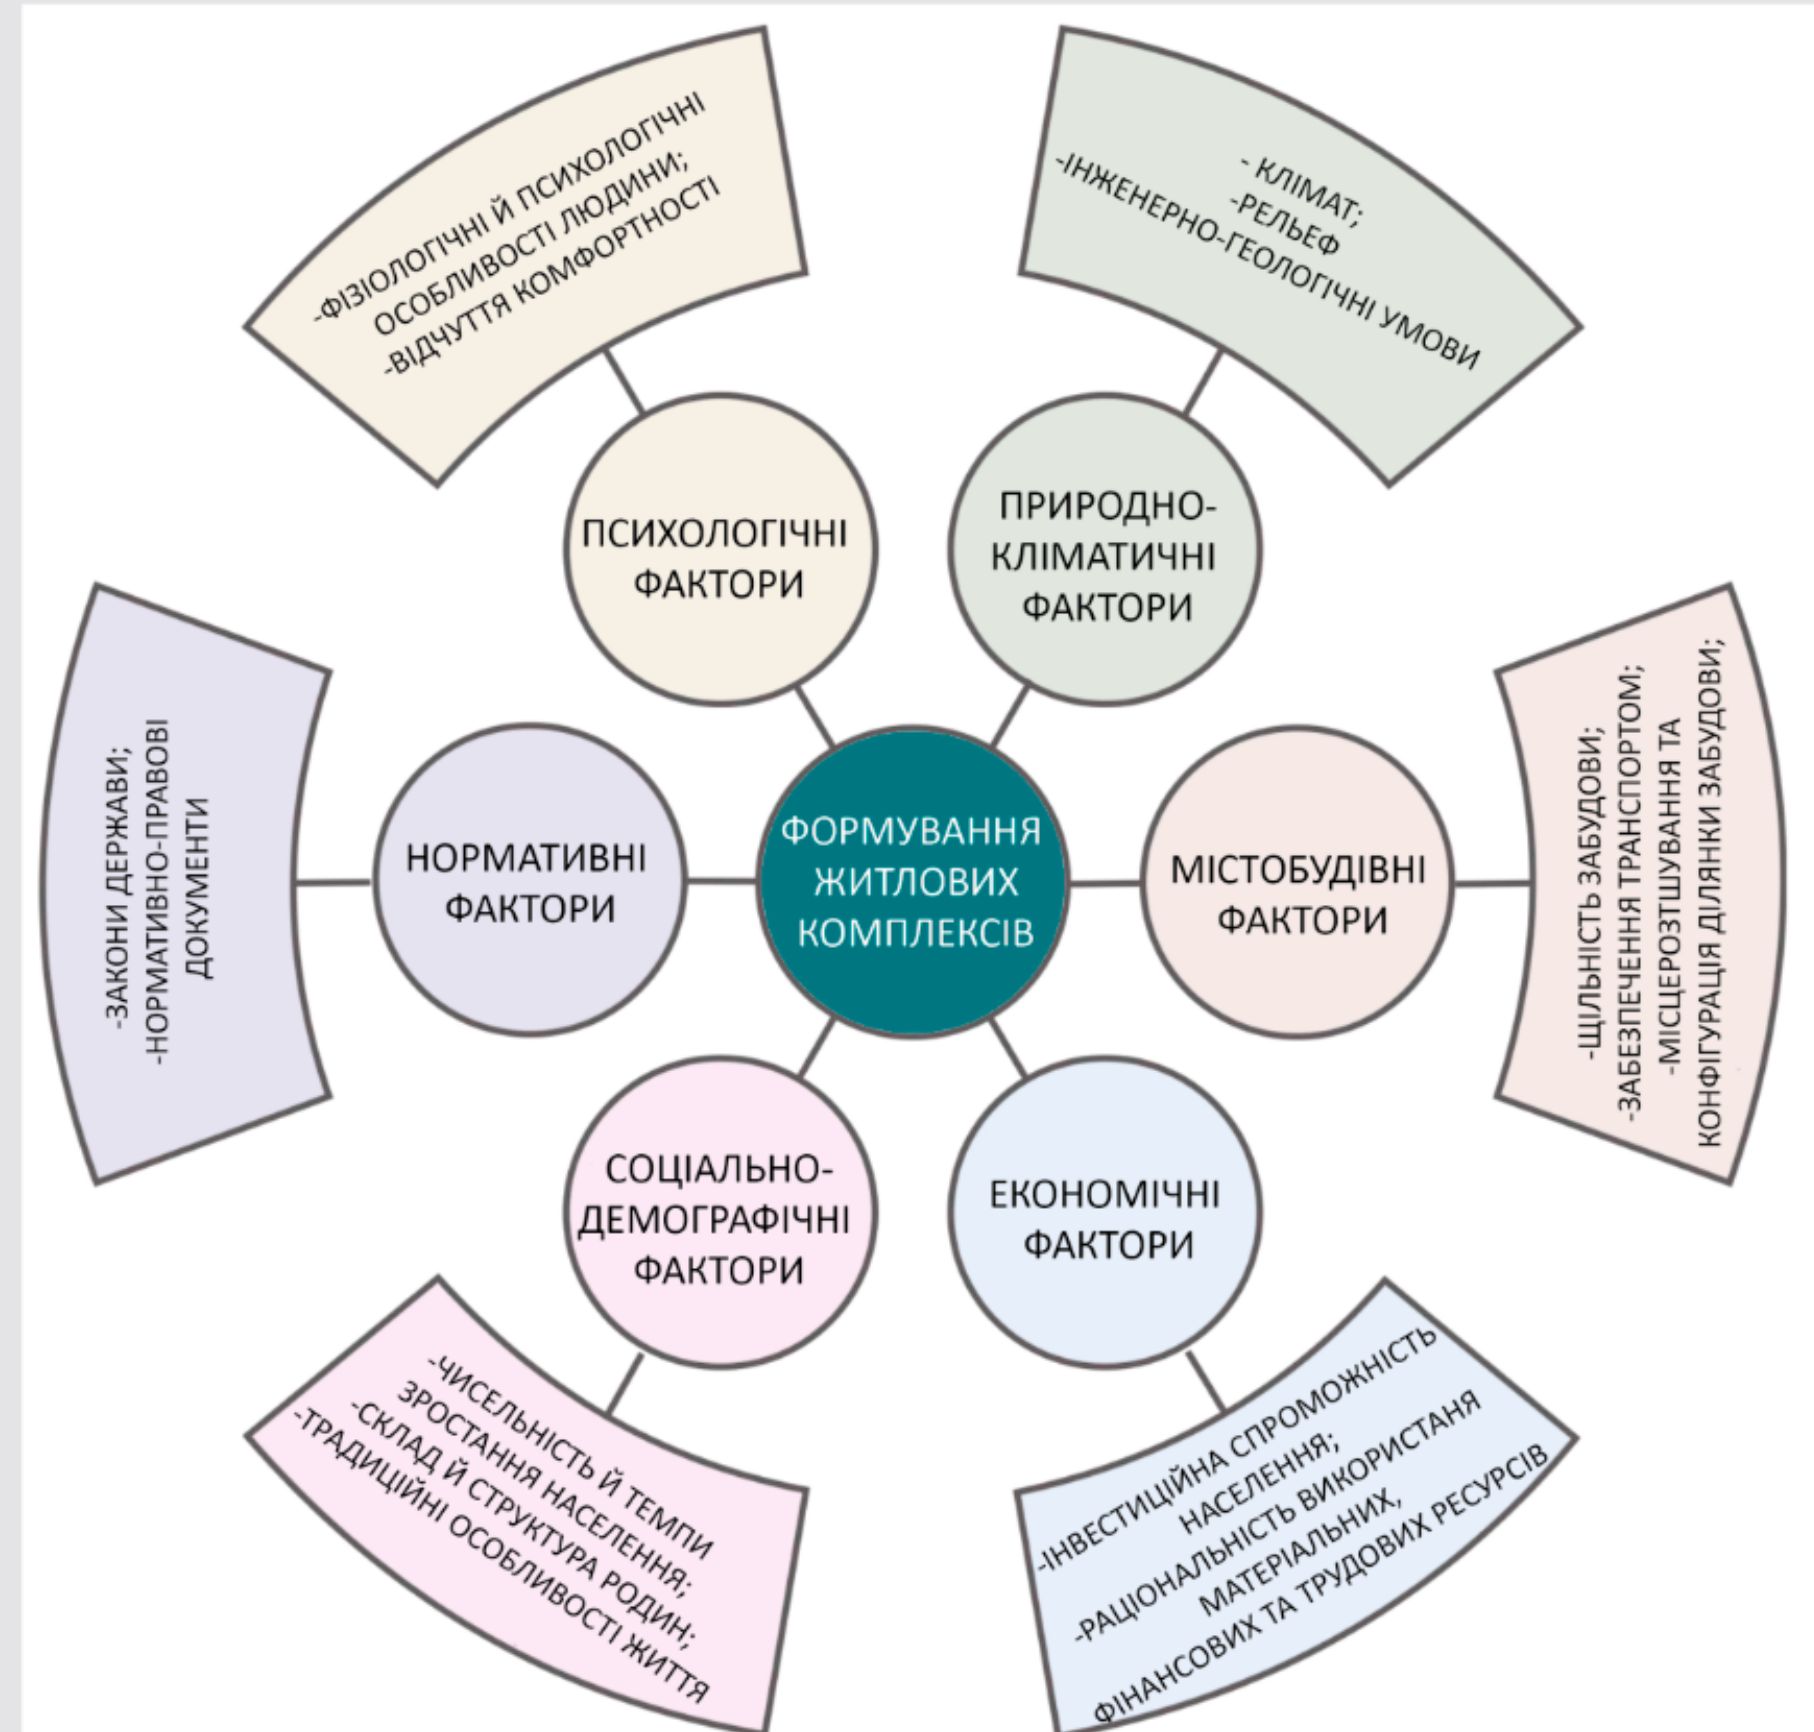 -ФІЗІОЛОГІЧНІ Й ПСИХОЛОГІЧНІ
ОСОБЛИВОСТІ ЛЮДИНИ;
-ВІДЧУТТЯ КОМФОРТНОСТІ
- КЛІМАТ;
-РЕЛЬЕФ
-ІНЖЕНЕРНО-ГЕОЛОГІЧНІ УМОВИ
ПСИХОЛОГІЧНІ
ФАКТОРИ
ПРИРОДНО-
КЛІМАТИЧНІ
ФАКТОРИ
-ЗАКОНИ ДЕРЖАВИ;
-НОРМАТИВНО-ПРАВОВІ
ДОКУМЕНТИ
НОРМАТИВНІ
ФАКТОРИ
ФОРМУВАННЯ
ЖИТЛОВИХ
КОМПЛЕКСІВ
МІСТОБУДІВНІ
ФАКТОРИ
-ЩІЛЬНІСТЬ ЗАБУДОВИ;
-ЗАБЕЗПЕЧЕННЯ ТРАНСПОРТОМ;
-МІСЦЕРОЗТШУВАННЯ ТА
КОНФІГУРАЦІЯ ДІЛЯНКИ ЗАБУДОВИ;
СОЦІАЛЬНО-
ДЕМОГРАФІЧНІ
ФАКТОРИ
ЕКОНОМІЧНІ
ФАКТОРИ
-ЧИСЕЛЬНІСТЬ Й ТЕМПИ
ЗРОСТАННЯ НАСЕЛЕННЯ;
-СКЛАД Й СТРУКТУРА РОДИН;
-ТРАДИЦІЙНІ ОСОБЛИВОСТІ ЖИТТЯ
-ІНВЕСТИЦІЙНА СПРОМОЖНІСТЬ
НАСЕЛЕННЯ;
-РАЦІОНАЛЬНІСТЬ ВИКОРИСТАНЯ
МАТЕРІАЛЬНИХ,
ФІНАНСОВИХ ТА ТРУДОВИХ РЕСУРСІВ